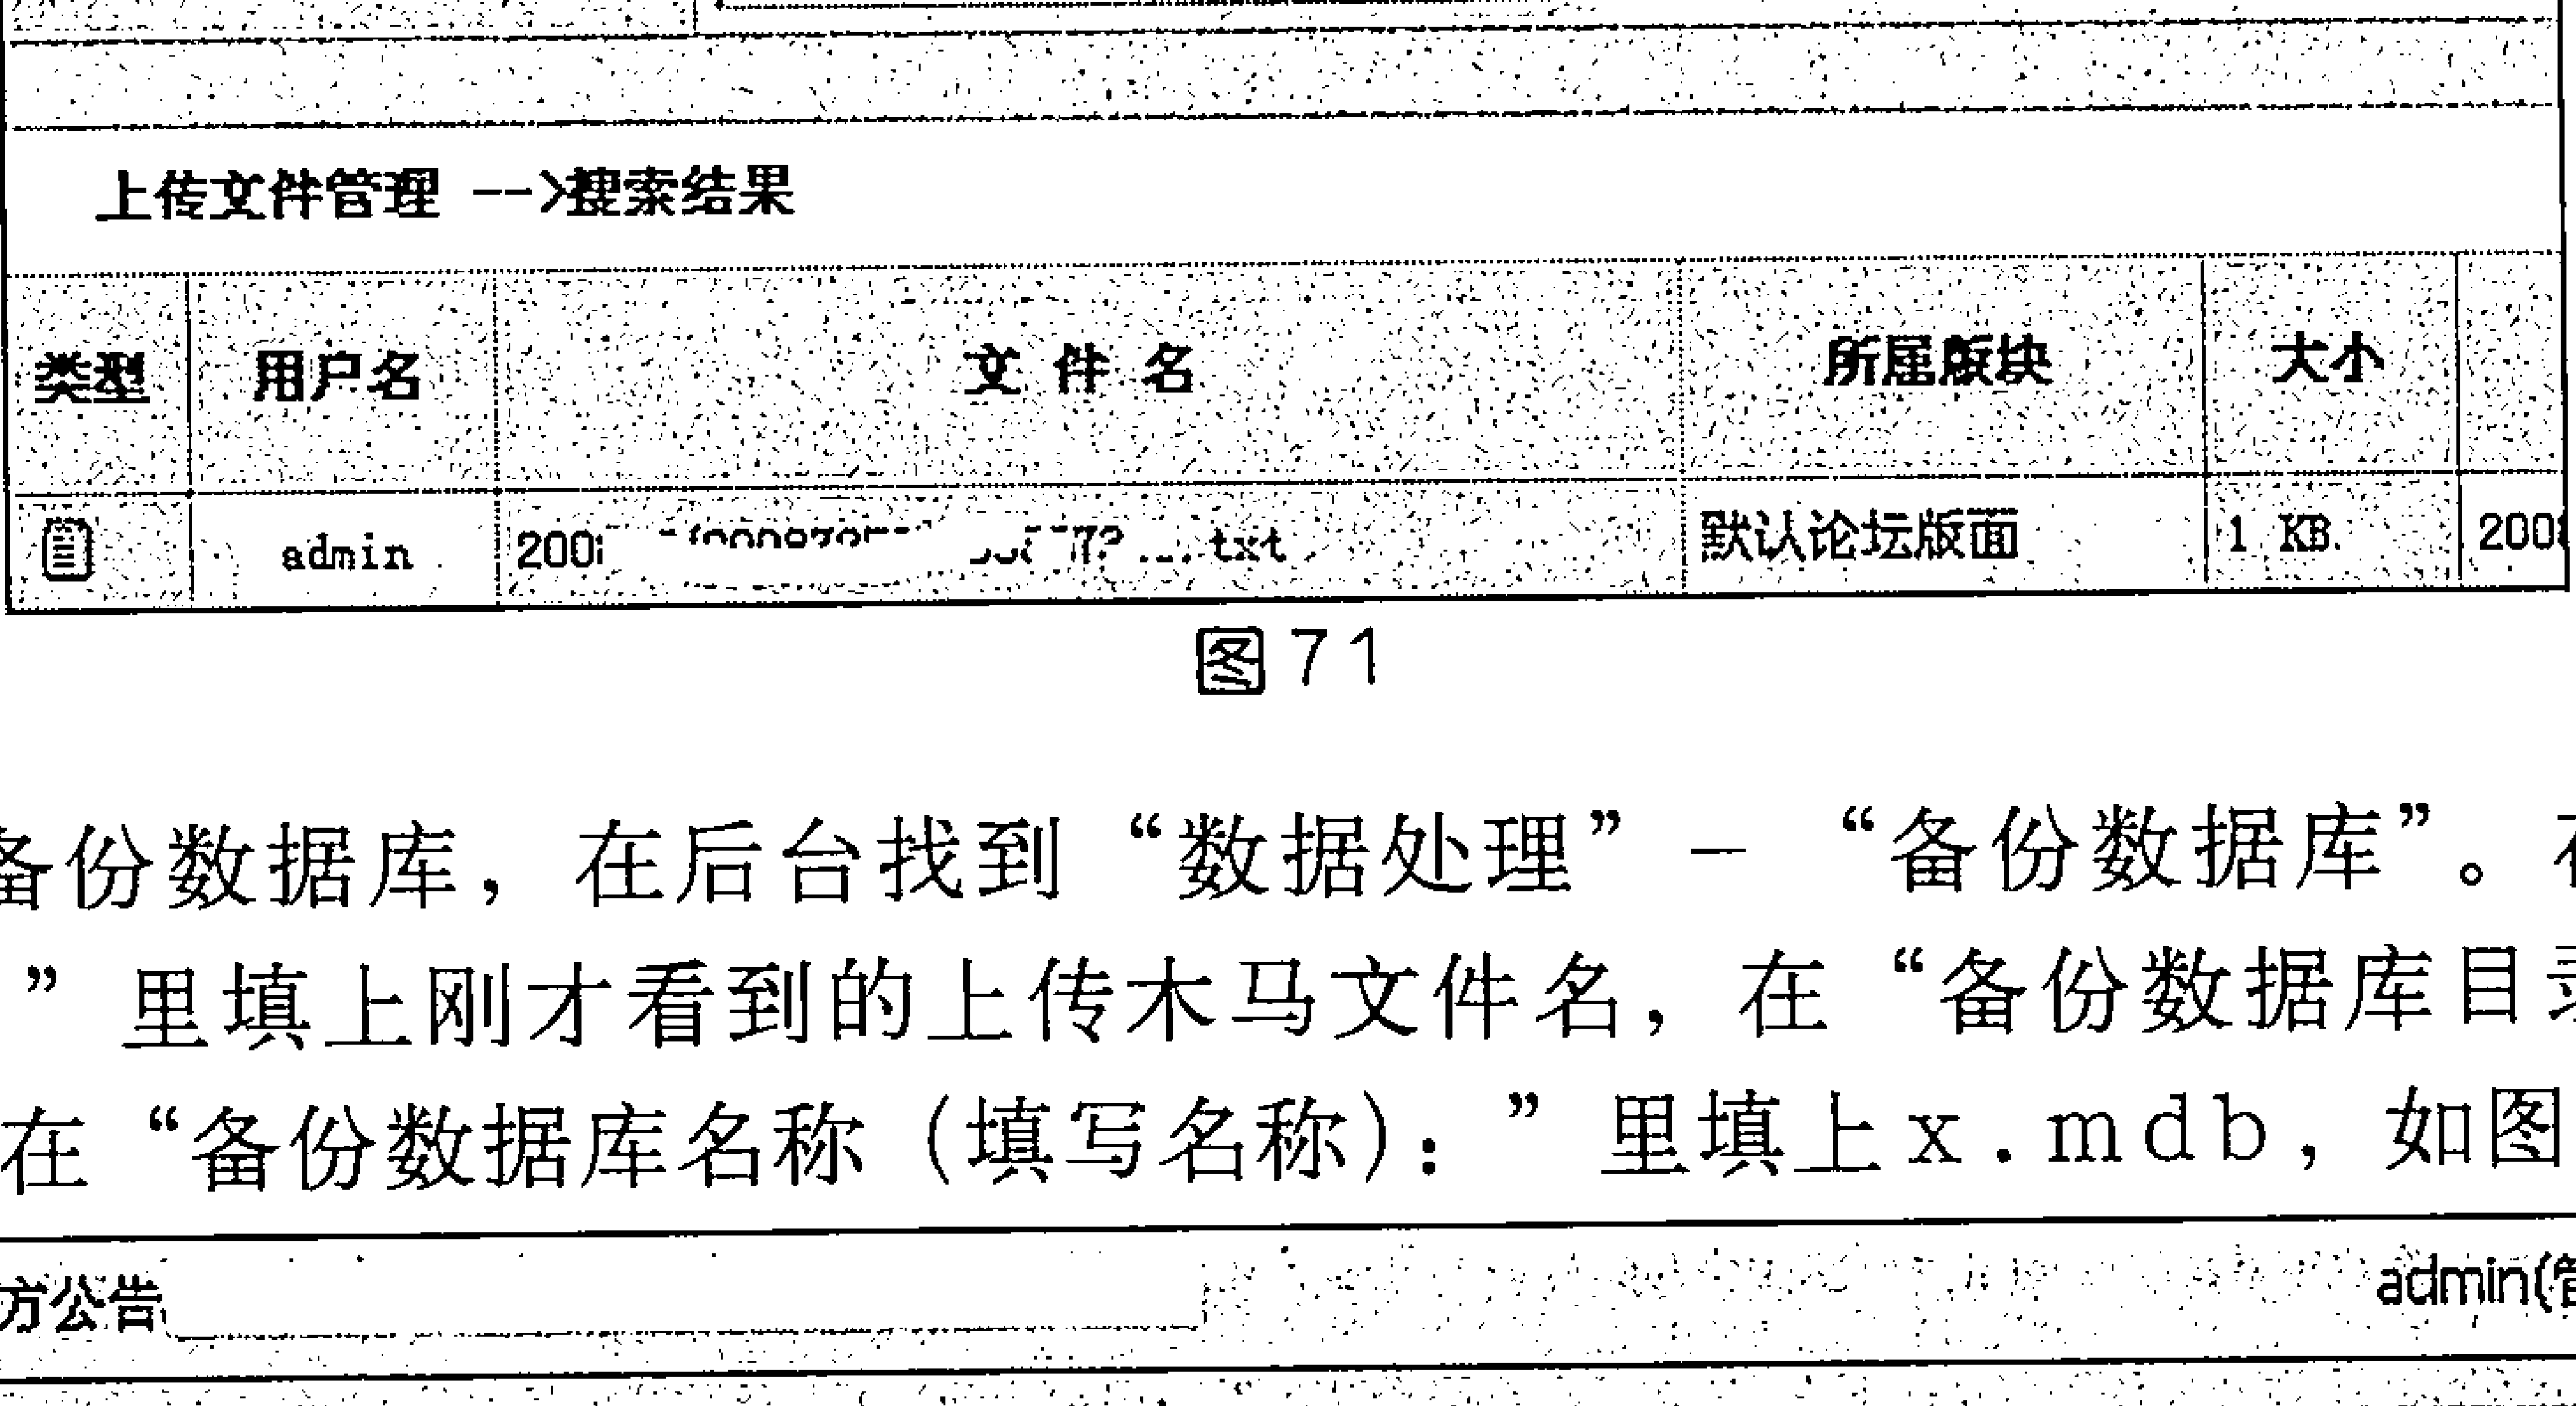 上传文件管理 -->搜索结果
类型 用户名 文 件 名 所属版块 大小
admin txt 默认论坛版面 1 KB
图71
备份数据库，在后台找到“数据处理”-“备份数据库”。
”里填上刚才看到的上传木马文件名，在“备份数据库目录
在“备份数据库名称（填写名称）：”里填上x.mdb，如图
方公告 admin(管